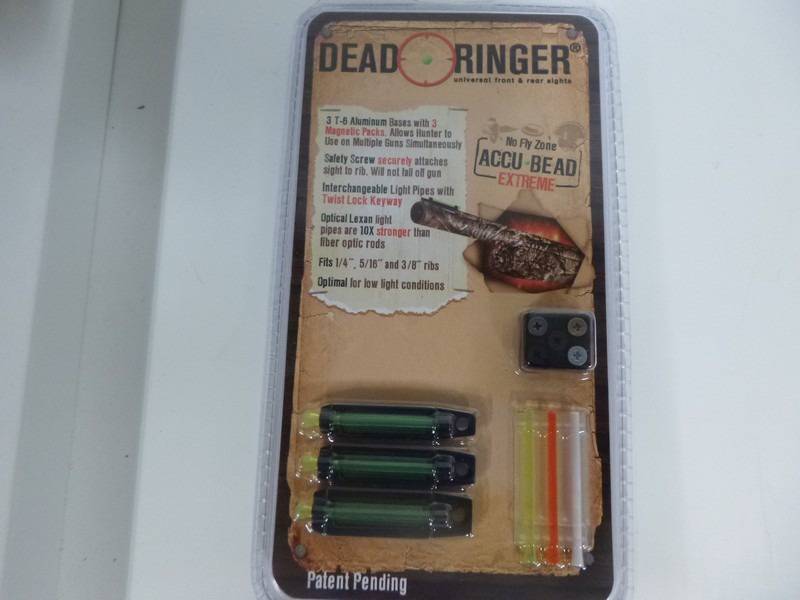 DEAD RINGER®
universal front & rear sights
3 T-6 Aluminum Bases with 3
Magnetic Packs. Allows Hunter to
Use on Multiple Guns Simultaneously
Safety Screw securely attaches
sight to rib. Will not fall off gun
Interchangeable Light Pipes with
Twist Lock Keyway
Optical Lexan light
pipes are 10X stronger than
fiber optic rods
Fits 1/4", 5/16" and 3/8" ribs
Optimal for low light conditions
No Fly Zone
ACCU-BEAD
EXTREME
Patent Pending